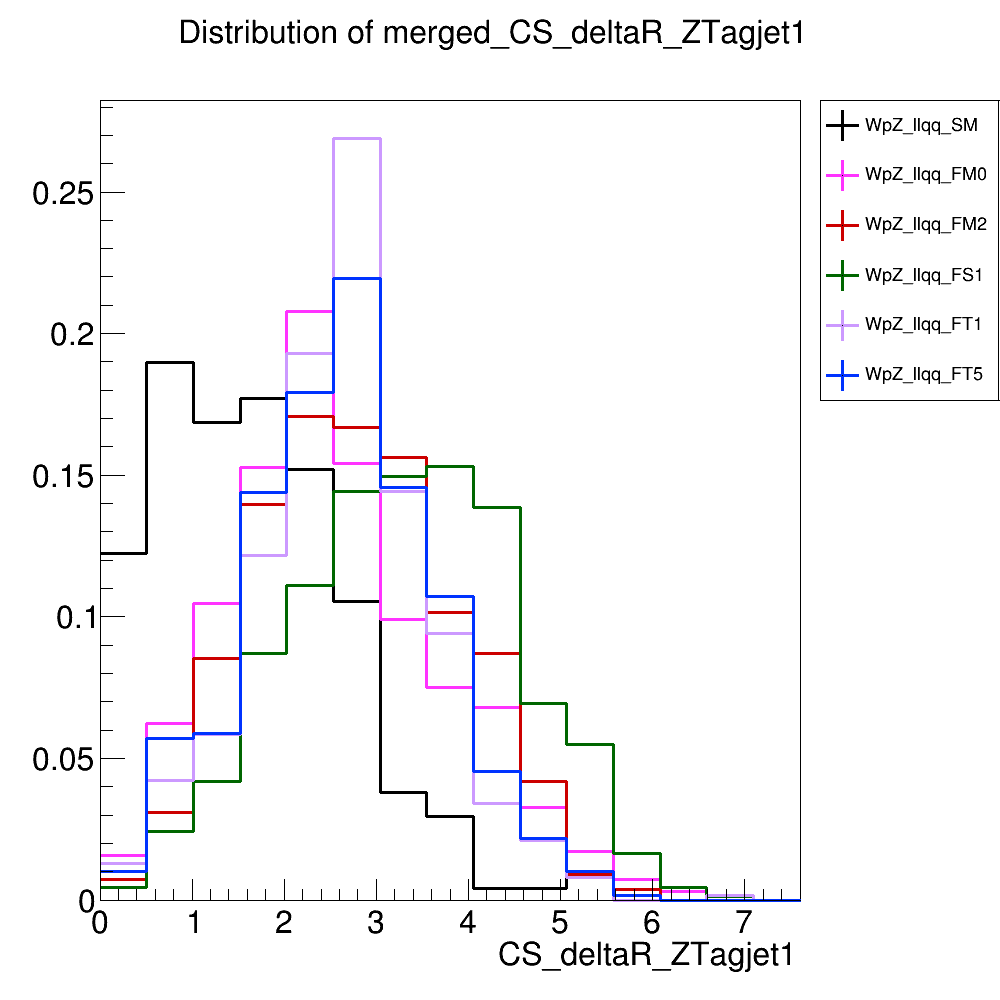 Distribution of merged_CS_deltaR_ZTagjet1
WpZ_llqq_SM
WpZ_llqq_FM0
WpZ_llqq_FM2
WpZ_llqq_FS1
WpZ_llqq_FT1
WpZ_llqq_FT5
0.25
0.2
0.15
0.1
0.05
0
0 1 2 3 4 5 6 7
CS_deltaR_ZTagjet1